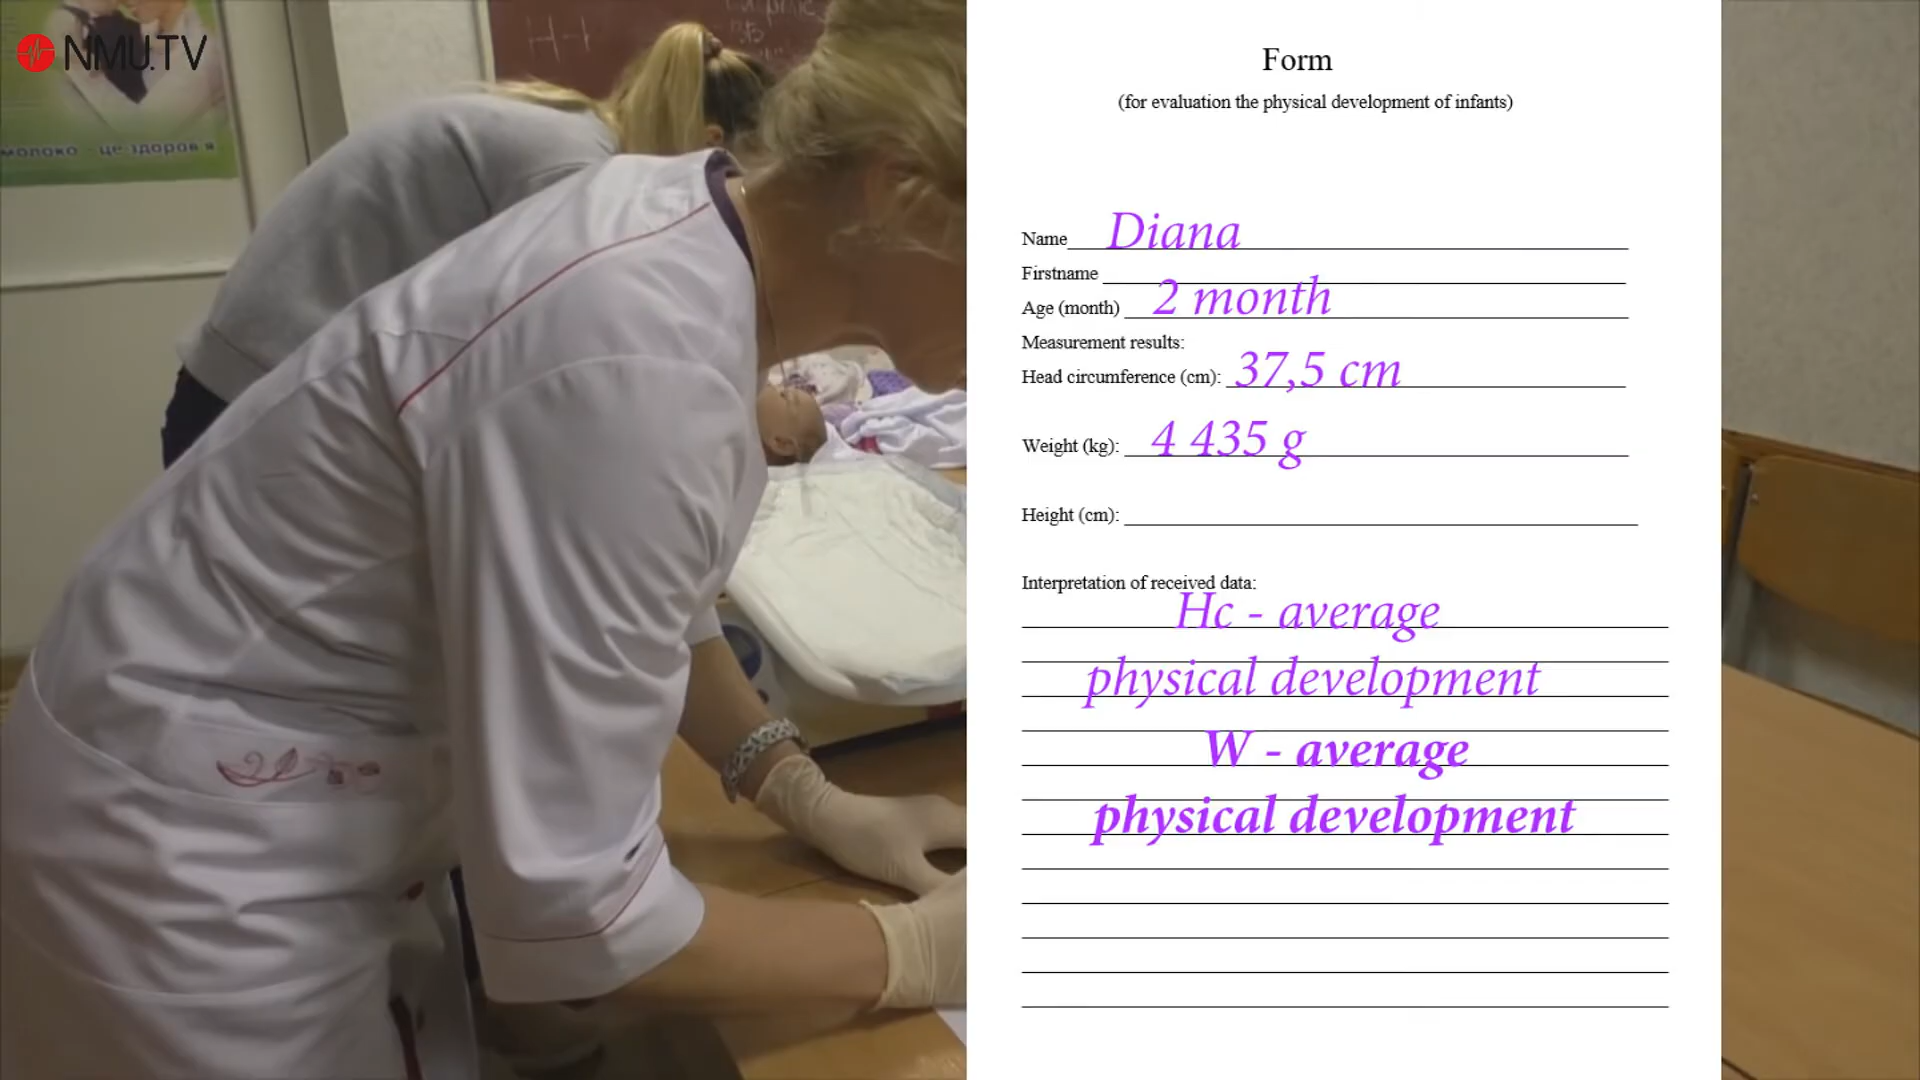 NMU.TV
молоко - це здоров'я
H-1
Form
(for evaluation the physical development of infants)
Name Diana
Firstname
Age (month) 2 month
Measurement results:
Head circumference (cm): 37,5 cm
Weight (kg): 4 435 g
Height (cm):
Interpretation of received data:
Hc - average
physical development
W - average
physical development